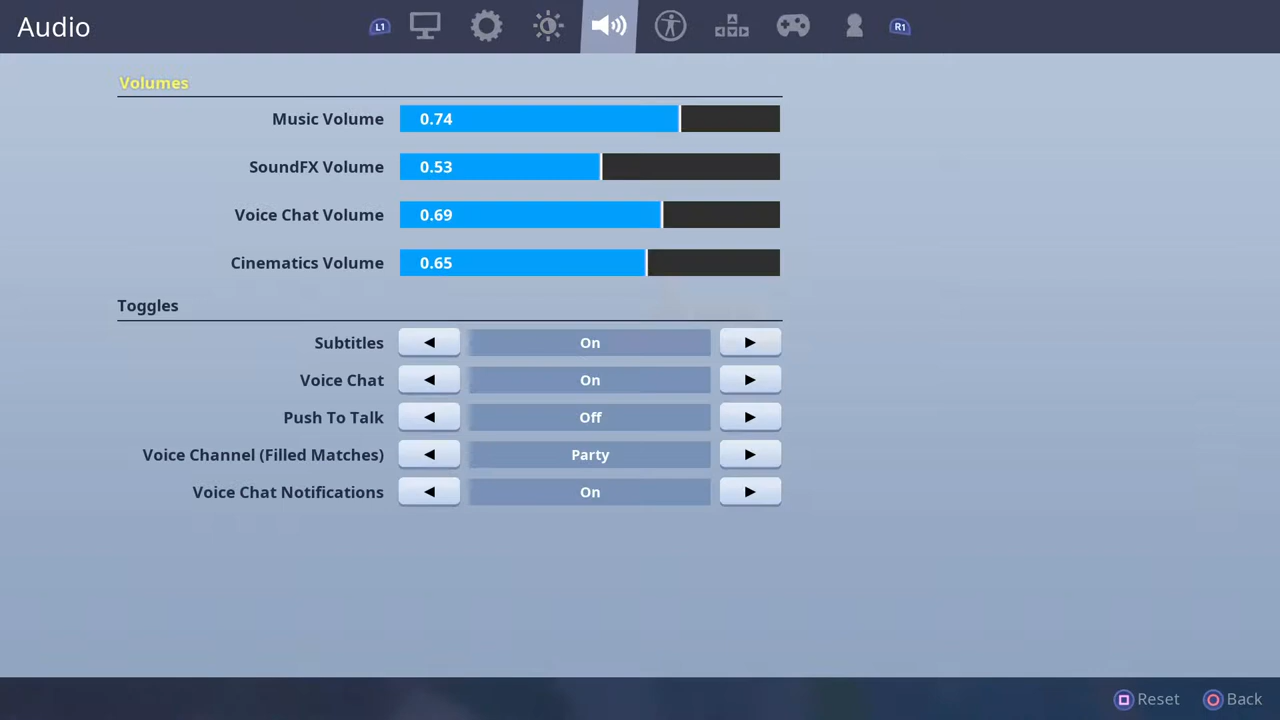 Audio
L1
R1
Volumes
Music Volume 0.74
SoundFX Volume 0.53
Voice Chat Volume 0.69
Cinematics Volume 0.65
Toggles
Subtitles On
Voice Chat On
Push To Talk Off
Voice Channel (Filled Matches) Party
Voice Chat Notifications On
Reset Back